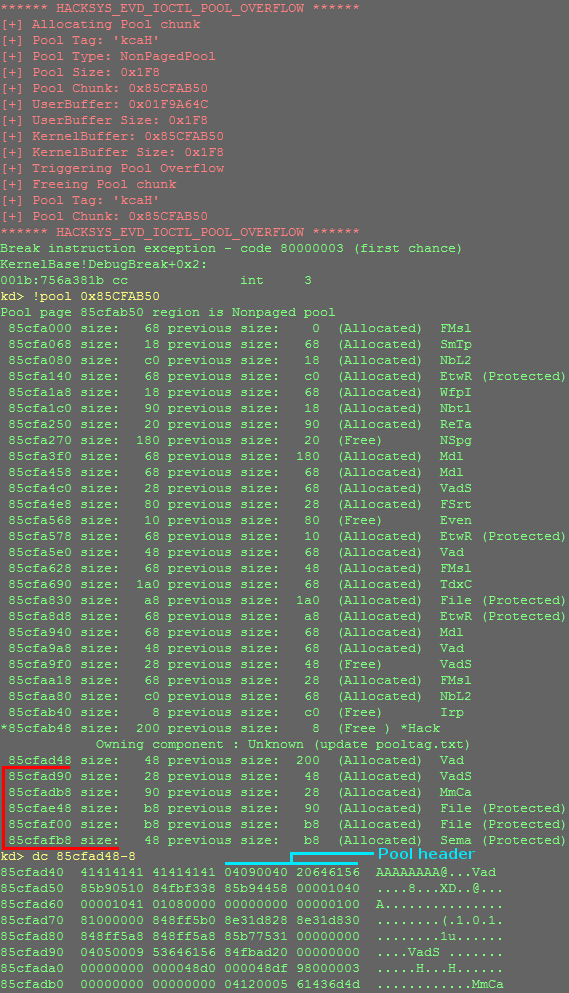 ****** HACKSYS_EVD_IOCTL_POOL_OVERFLOW ******
[+] Allocating Pool chunk
[+] Pool Tag: 'kcaH'
[+] Pool Type: NonPagedPool
[+] Pool Size: 0x1F8
[+] Pool Chunk: 0x85CFAB50
[+] UserBuffer: 0x01F9A64C
[+] UserBuffer Size: 0x1F8
[+] KernelBuffer: 0x85CFAB50
[+] KernelBuffer Size: 0x1F8
[+] Triggering Pool Overflow
[+] Freeing Pool chunk
[+] Pool Tag: 'kcaH'
[+] Pool Chunk: 0x85CFAB50
****** HACKSYS_EVD_IOCTL_POOL_OVERFLOW ******
Break instruction exception - code 80000003 (first chance)
KernelBase!DebugBreak+0x2:
001b:756a381b cc int 3
kd> !pool 0x85CFAB50
Pool page 85cfab50 region is Nonpaged pool
85cfa000 size: 68 previous size: 0 (Allocated) FMsl
85cfa068 size: 18 previous size: 68 (Allocated) SmTp
85cfa080 size: c0 previous size: 18 (Allocated) NbL2
85cfa140 size: 68 previous size: c0 (Allocated) EtwR (Protected)
85cfa1a8 size: 18 previous size: 68 (Allocated) WfpI
85cfa1c0 size: 90 previous size: 18 (Allocated) Nbtl
85cfa250 size: 20 previous size: 90 (Allocated) ReTa
85cfa270 size: 180 previous size: 20 (Free) NSpg
85cfa3f0 size: 68 previous size: 180 (Allocated) Mdl
85cfa458 size: 68 previous size: 68 (Allocated) Mdl
85cfa4c0 size: 28 previous size: 68 (Allocated) VadS
85cfa4e8 size: 80 previous size: 28 (Allocated) FSrt
85cfa568 size: 10 previous size: 80 (Free) Even
85cfa578 size: 68 previous size: 10 (Allocated) EtwR (Protected)
85cfa5e0 size: 48 previous size: 68 (Allocated) Vad
85cfa628 size: 68 previous size: 48 (Allocated) FMsl
85cfa690 size: 1a0 previous size: 68 (Allocated) TdxC
85cfa830 size: a8 previous size: 1a0 (Allocated) File (Protected)
85cfa8d8 size: 68 previous size: a8 (Allocated) EtwR (Protected)
85cfa940 size: 68 previous size: 68 (Allocated) Mdl
85cfa9a8 size: 48 previous size: 68 (Allocated) Vad
85cfa9f0 size: 28 previous size: 48 (Free) VadS
85cfaa18 size: 68 previous size: 28 (Allocated) FMsl
85cfaa80 size: c0 previous size: 68 (Allocated) NbL2
85cfab40 size: 8 previous size: c0 (Free) Irp
*85cfab48 size: 200 previous size: 8 (Free ) *Hack
Owning component : Unknown (update pooltag.txt)
85cfad48 size: 48 previous size: 200 (Allocated) Vad
85cfad90 size: 28 previous size: 48 (Allocated) VadS
85cfadb8 size: 90 previous size: 28 (Allocated) MmCa
85cfae48 size: b8 previous size: 90 (Allocated) File (Protected)
85cfaf00 size: b8 previous size: b8 (Allocated) File (Protected)
85cfafb8 size: 48 previous size: b8 (Allocated) Sema (Protected)
kd> dc 85cfad48-8 Pool header
85cfad40 41414141 41414141 04090040 20646156 AAAAAAAA@...Vad
85cfad50 85b90510 84fbf338 85b94458 00001040 ....8...XD..@...
85cfad60 00001041 01080000 00000000 00000100 A...............
85cfad70 81000000 848ff5b0 8e31d828 8e31d830 ........(.1.0.1.
85cfad80 848ff5a8 848ff5a8 85b77531 00000000 ........1u......
85cfad90 04050009 53646156 84fbad20 00000000 ....VadS .......
85cfada0 00000000 000048d0 000048df 98000003 .....H...H......
85cfadb0 00000000 00000000 04120005 61436d4d ............MmCa